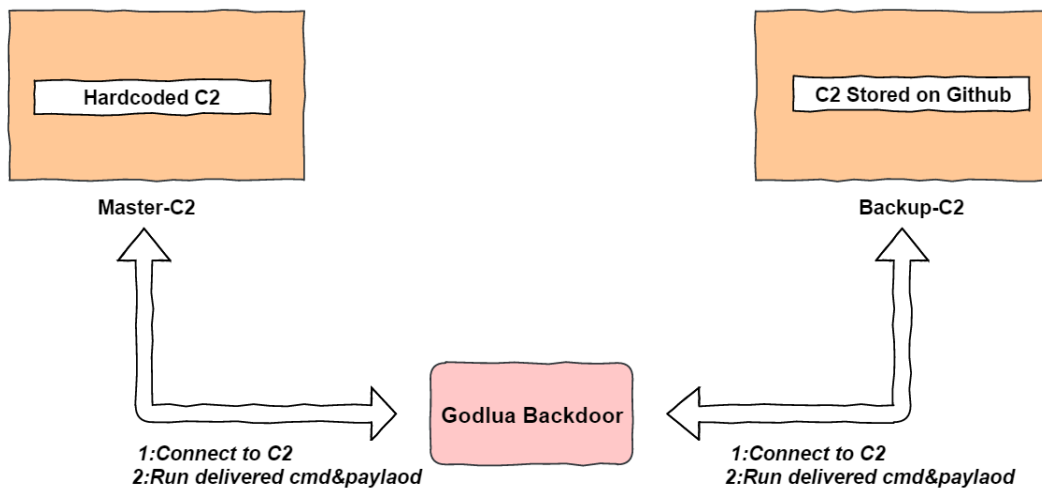 Hardcoded C2
C2 Stored on Github
Master-C2
Backup-C2
Godlua Backdoor
1:Connect to C2
2:Run delivered cmd&paylaod
1:Connect to C2
2:Run delivered cmd&paylaod